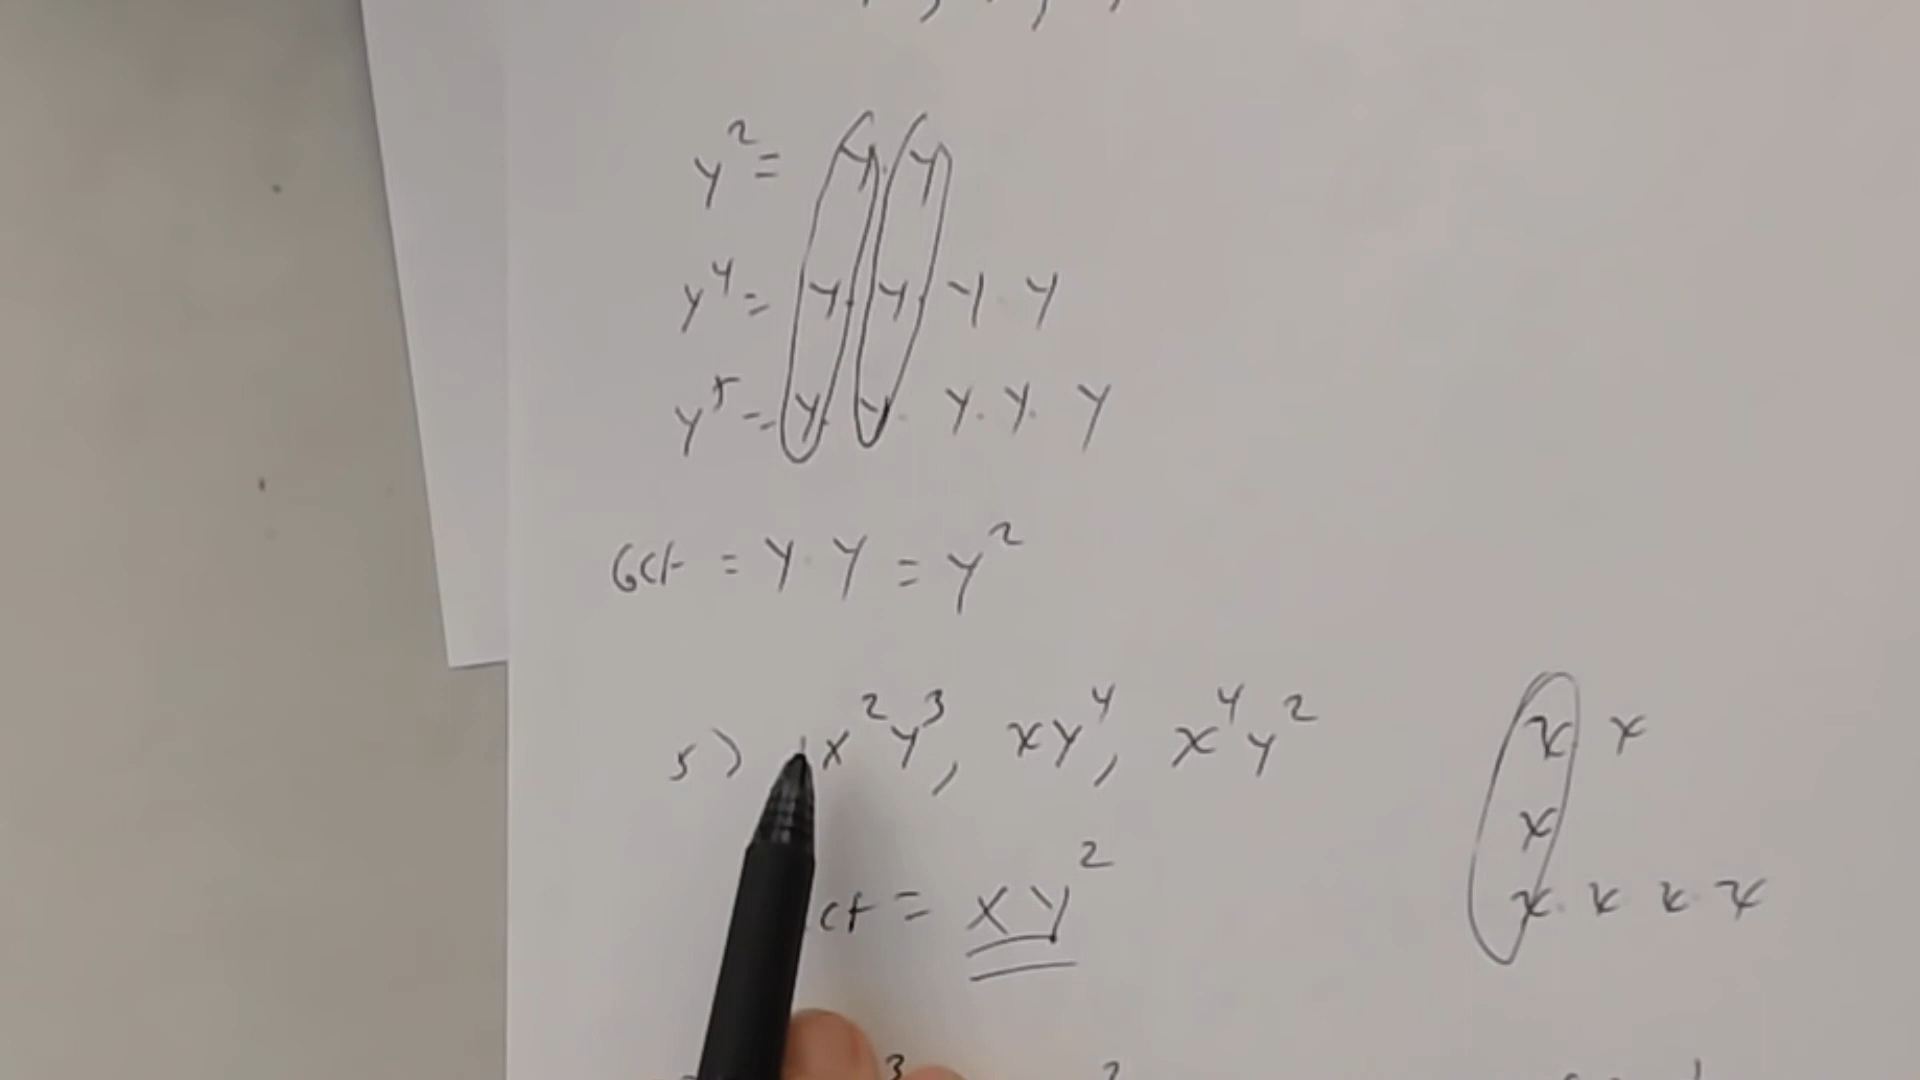 y² = y · y
y⁴ = y · y · y · y
y⁵ = y · y · y · y · y
GCF = y · y = y²
5) x²y³, xy⁴, x⁴y²
CF = xy²
x x
x
x · x x x